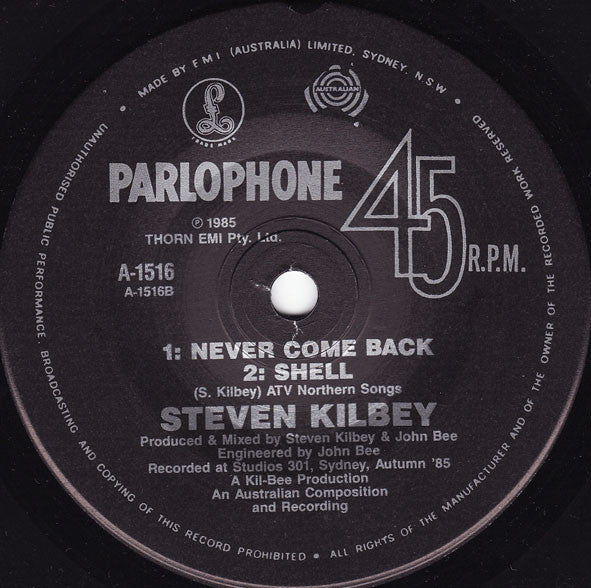 • MADE BY E M I (AUSTRALIA) LIMITED, SYDNEY, N.S.W. •
UNAUTHORISED PUBLIC PERFORMANCE, BROADCASTING AND COPYING OF THIS RECORD PROHIBITED • ALL RIGHTS OF THE MANUFACTURER AND OF THE OWNER OF THE RECORDED WORK RESERVED
£
TRADE MARK
AUSTRALIAN
PARLOPHONE
45
R.P.M.
℗ 1985
THORN EMI Pty. Ltd.
A-1516
A-1516B
1: NEVER COME BACK
2: SHELL
(S. Kilbey) ATV Northern Songs
STEVEN KILBEY
Produced & Mixed by Steven Kilbey & John Bee
Engineered by John Bee
Recorded at Studios 301, Sydney, Autumn '85
A Kil-Bee Production
An Australian Composition
and Recording